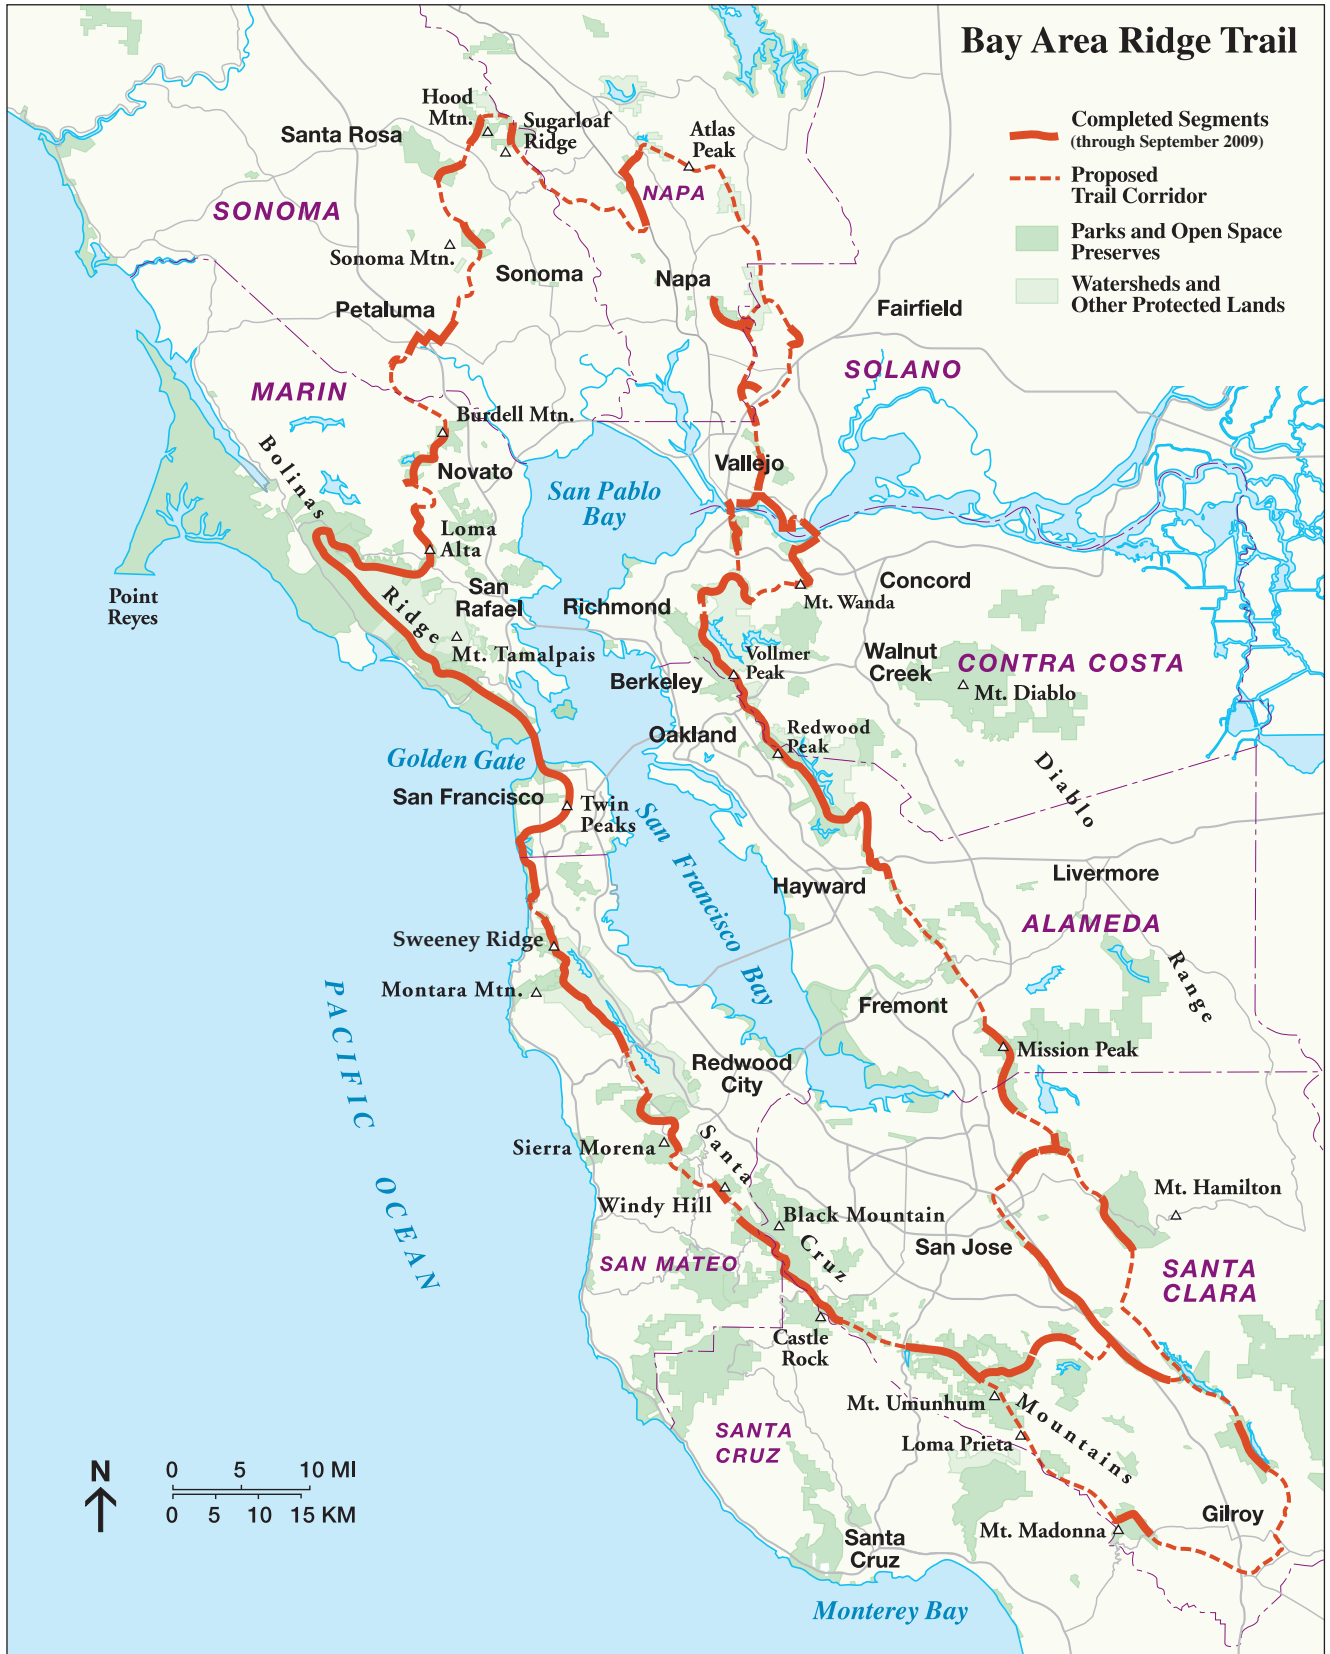 Bay Area Ridge Trail
Completed Segments
(through September 2009)
Proposed
Trail Corridor
Parks and Open Space
Preserves
Watersheds and
Other Protected Lands
Hood
Mtn.
Sugarloaf
Ridge
Santa Rosa
Atlas
Peak
NAPA
SONOMA
Sonoma Mtn.
Sonoma
Napa
Petaluma
Fairfield
SOLANO
MARIN
Burdell Mtn.
Bolinas
Novato
Vallejo
San Pablo
Bay
Loma
Alta
San
Rafael
Ridge
Point
Reyes
Richmond
Concord
Mt. Wanda
Mt. Tamalpais
Vollmer
Peak
Walnut
Creek
CONTRA COSTA
Berkeley
Mt. Diablo
Oakland
Redwood
Peak
Golden Gate
Diablo
San Francisco
Twin
Peaks
San Francisco Bay
Hayward
Livermore
ALAMEDA
Sweeney Ridge
Range
Montara Mtn.
Fremont
PACIFIC OCEAN
Mission Peak
Redwood
City
Sierra Morena
Santa
Mt. Hamilton
Windy Hill
Black Mountain
Cruz
San Jose
SAN MATEO
SANTA
CLARA
Castle
Rock
Mt. Umunhum
Mountains
SANTA
CRUZ
Loma Prieta
N
0 5 10 MI
0 5 10 15 KM
Gilroy
Mt. Madonna
Santa
Cruz
Monterey Bay